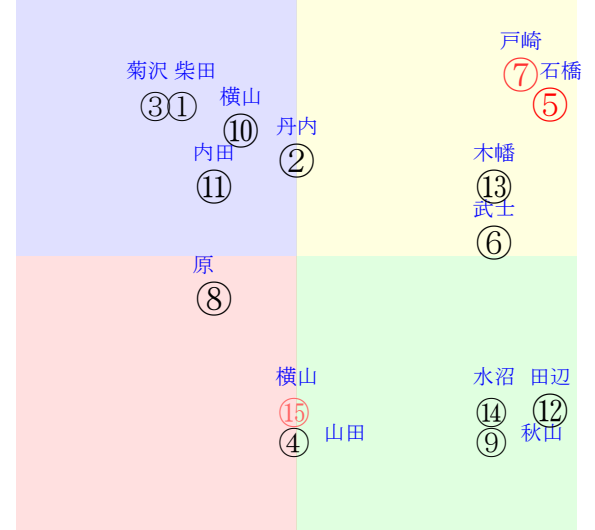 戸崎
菊沢 柴田 ⑦ 石橋
横山 ③① ⑤
丹内 ⑩
内田 ② 木幡
⑪ ⑬
武士
⑥
原
⑧
横山 水沼 田辺
⑮ ⑭ ⑫
④ 山田 ⑨ 秋山